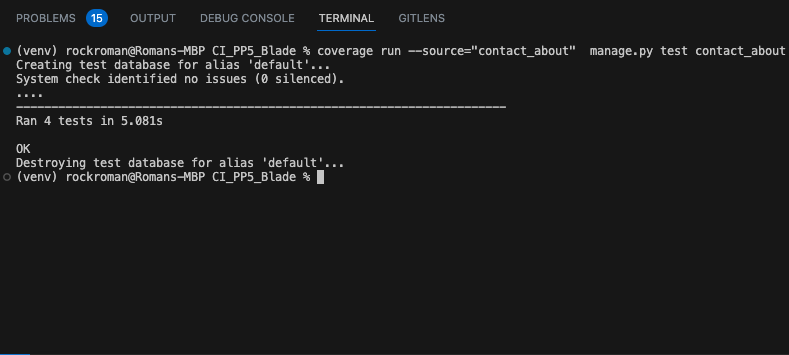 PROBLEMS 15 OUTPUT DEBUG CONSOLE TERMINAL GITLENS
(venv) rockroman@Romans-MBP CI_PP5_Blade % coverage run --source="contact_about"  manage.py test contact_about
Creating test database for alias 'default'...
System check identified no issues (0 silenced).
....
----------------------------------------------------------------------
Ran 4 tests in 5.081s
OK
Destroying test database for alias 'default'...
(venv) rockroman@Romans-MBP CI_PP5_Blade %